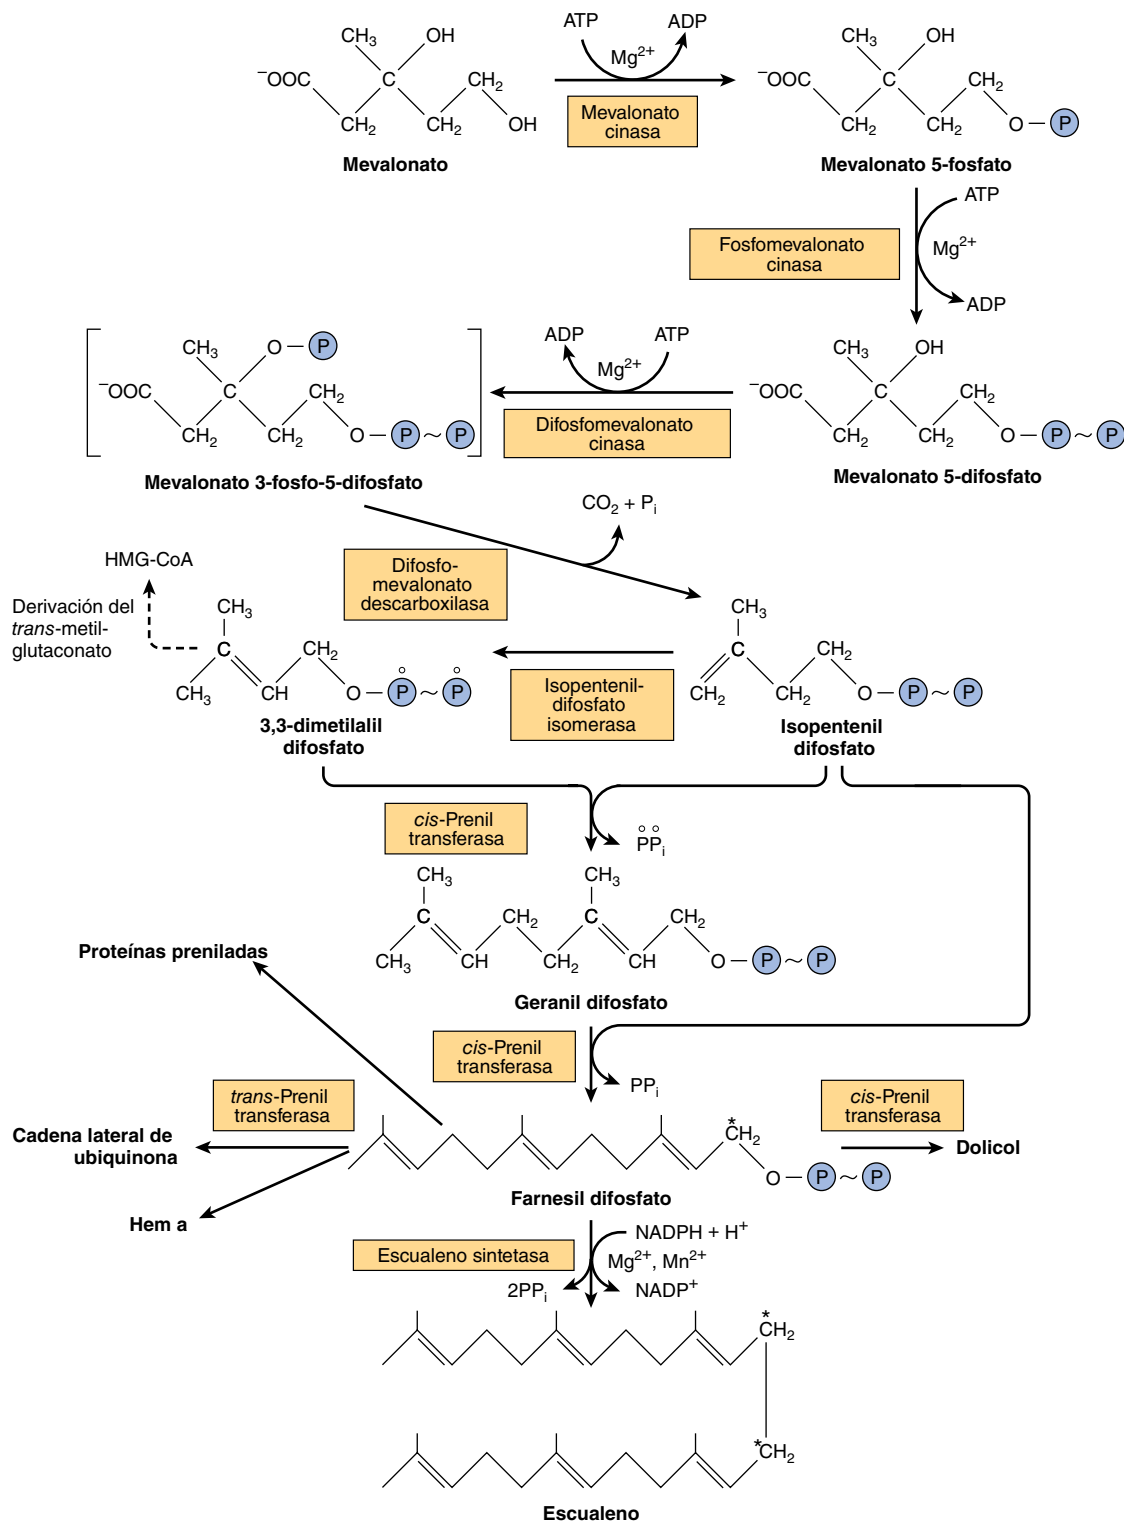 CH₃ OH
⁻OOC C CH₂
CH₂ CH₂ OH
Mevalonato
ATP ADP
Mg²⁺
Mevalonato
cinasa
CH₃ OH
⁻OOC C CH₂
CH₂ CH₂ O – P
Mevalonato 5-fosfato
ATP
Mg²⁺
ADP
Fosfomevalonato
cinasa
CH₃ OH
⁻OOC C CH₂
CH₂ CH₂ O – P ~ P
Mevalonato 5-difosfato
ADP ATP
Mg²⁺
Difosfomevalonato
cinasa
CH₃ O – P
⁻OOC C CH₂
CH₂ CH₂ O – P ~ P
Mevalonato 3-fosfo-5-difosfato
CO₂ + Pᵢ
Difosfo-
mevalonato
descarboxilasa
HMG-CoA
Derivación del
trans-metil-
glutaconato
CH₃
C CH₂
CH₃ CH O – P ~ P
3,3-dimetilalil
difosfato
Isopentenil-
difosfato
isomerasa
CH₃
C CH₂
CH₂ CH₂ O – P ~ P
Isopentenil
difosfato
cis-Prenil
transferasa
PPᵢ
CH₃ CH₃
C CH₂ C CH₂
CH₃ CH CH₂ CH O – P ~ P
Geranil difosfato
Proteínas preniladas
cis-Prenil
transferasa
PPᵢ
trans-Prenil
transferasa
cis-Prenil
transferasa
Cadena lateral de
ubiquinona
*
CH₂
O – P ~ P
Dolicol
Farnesil difosfato
Hem a
Escualeno sintetasa
NADPH + H⁺
Mg²⁺, Mn²⁺
2PPᵢ NADP⁺
*
CH₂
*
CH₂
Escualeno